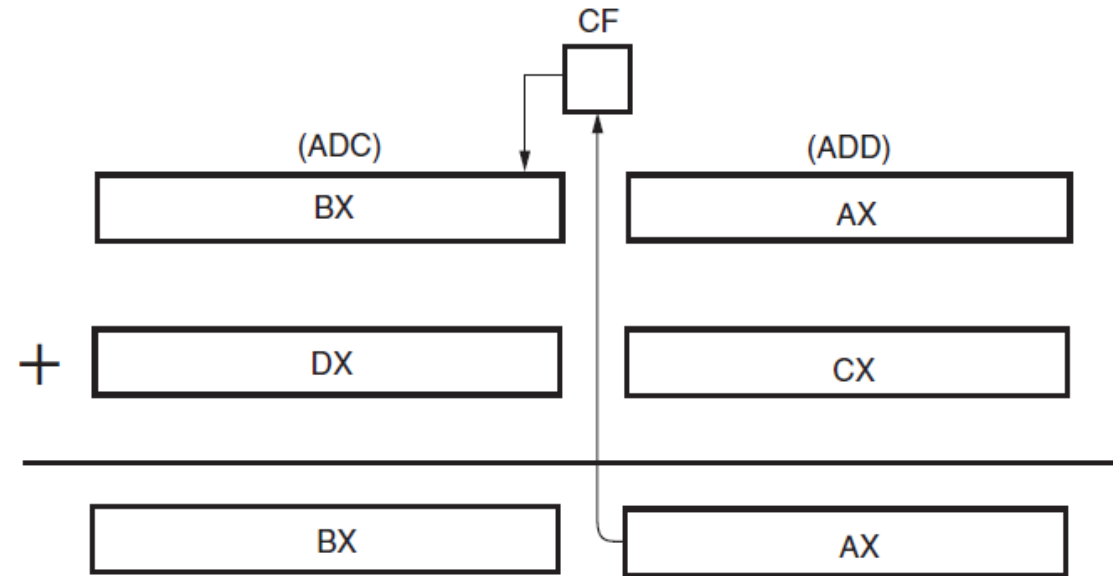 CF
(ADC) (ADD)
BX AX
+ DX CX
BX AX